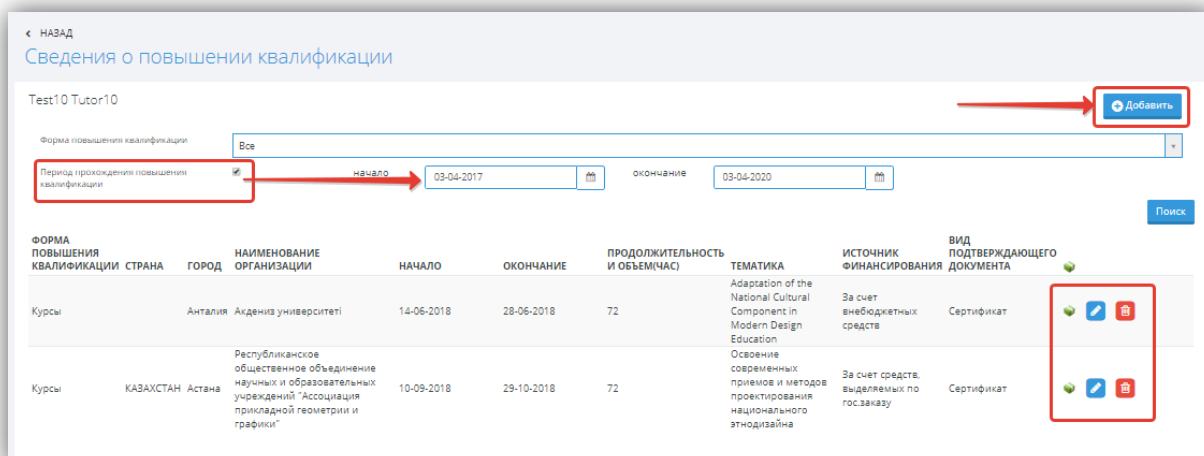 НАЗАД
Сведения о повышении квалификации
Test10 Tutor10
Добавить
Форма повышения квалификации
Все
Период прохождения повышения
квалификации
начало
03-04-2017
окончание
03-04-2020
Поиск
ФОРМА
ПОВЫШЕНИЯ
КВАЛИФИКАЦИИ
СТРАНА
ГОРОД
НАИМЕНОВАНИЕ
ОРГАНИЗАЦИИ
НАЧАЛО
ОКОНЧАНИЕ
ПРОДОЛЖИТЕЛЬНОСТЬ
И ОБЪЕМ(ЧАС)
ТЕМАТИКА
ИСТОЧНИК
ФИНАНСИРОВАНИЯ
ВИД
ПОДТВЕРЖДАЮЩЕГО
ДОКУМЕНТА
Курсы
Анталия
Акдениз университеті
14-06-2018
28-06-2018
72
Adaptation of the
National Cultural
Component in
Modern Design
Education
За счет
внебюджетных
средств
Сертификат
Курсы
КАЗАХСТАН
Астана
Республиканское
общественное объединение
научных и образовательных
учреждений "Ассоциация
прикладной геометрии и
графики"
10-09-2018
29-10-2018
72
Освоение
современных
приемов и методов
проектирования
национального
этнодизайна
За счет средств,
выделяемых по
гос.заказу
Сертификат